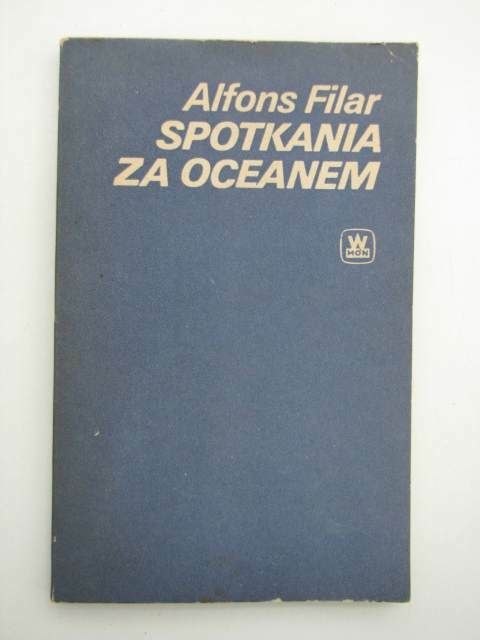 Alfons Filar
SPOTKANIA
ZA OCEANEM
W
MON